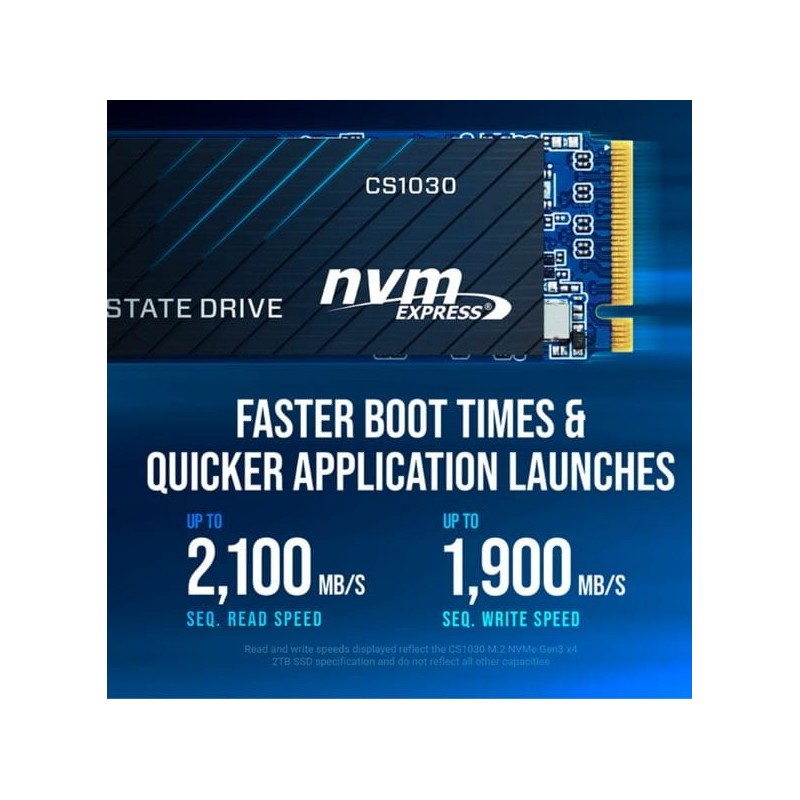 CS1030
STATE DRIVE
nvm
EXPRESS®
FASTER BOOT TIMES &
QUICKER APPLICATION LAUNCHES
UP TO
2,100 MB/S
SEQ. READ SPEED
UP TO
1,900 MB/S
SEQ. WRITE SPEED
Read and write speeds displayed reflect the CS1030 M.2 NVMe Gen3 x4
2TB SSD specification and do not reflect all other capacities